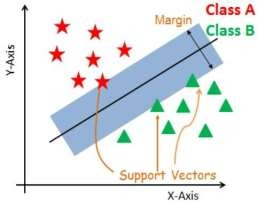 Margin
Class A
Class B
Y-Axis
Support Vectors
X-Axis